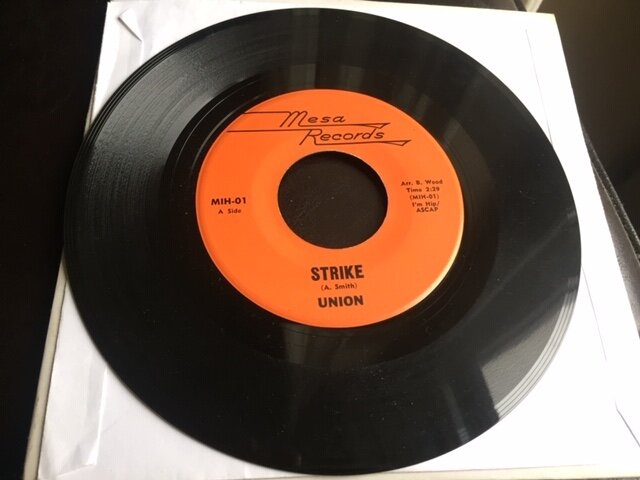 Mesa
Records
MIH-01
A Side
Arr. B. Wood
Time 2:29
(MIH-01)
I'm Hip/
ASCAP
STRIKE
(A. Smith)
UNION